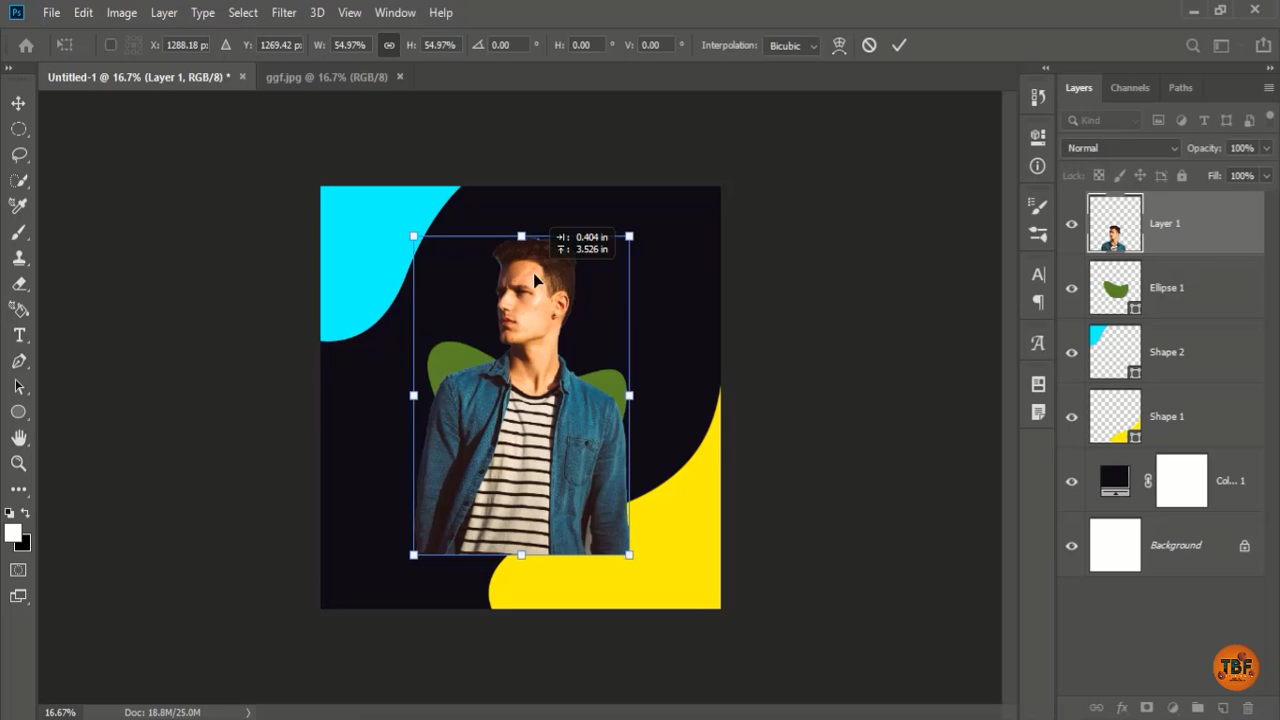 Ps File Edit Image Layer Type Select Filter 3D View Window Help
X: 1288.18 p: Y: 1269.42 p: W: 54.97% H: 54.97% 0.00 ° H: 0.00 ° V: 0.00 ° Interpolation: Bicubic
Untitled-1 @ 16.7% (Layer 1, RGB/8) * × ggf.jpg @ 16.7% (RGB/8) ×
Layers Channels Paths
Kind
Normal Opacity: 100%
Lock: Fill: 100%
Layer 1
0.404 in
3.526 in
Ellipse 1
Shape 2
Shape 1
Col... 1
Background
TBF
16.67% Doc: 18.8M/25.0M